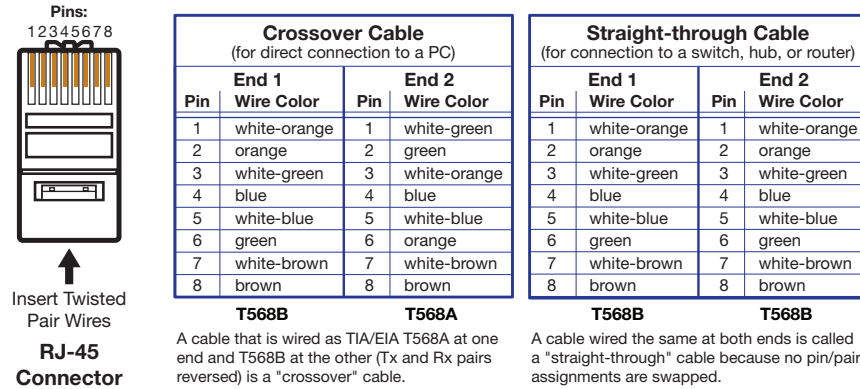 Pins:
12345678
Insert Twisted
Pair Wires
RJ-45
Connector
Crossover Cable
(for direct connection to a PC)
End 1 End 2
Pin Wire Color Pin Wire Color
1 white-orange 1 white-green
2 orange 2 green
3 white-green 3 white-orange
4 blue 4 blue
5 white-blue 5 white-blue
6 green 6 orange
7 white-brown 7 white-brown
8 brown 8 brown
T568B T568A
A cable that is wired as TIA/EIA T568A at one
end and T568B at the other (Tx and Rx pairs
reversed) is a "crossover" cable.
Straight-through Cable
(for connection to a switch, hub, or router)
End 1 End 2
Pin Wire Color Pin Wire Color
1 white-orange 1 white-orange
2 orange 2 orange
3 white-green 3 white-green
4 blue 4 blue
5 white-blue 5 white-blue
6 green 6 green
7 white-brown 7 white-brown
8 brown 8 brown
T568B T568B
A cable wired the same at both ends is called
a "straight-through" cable because no pin/pair
assignments are swapped.